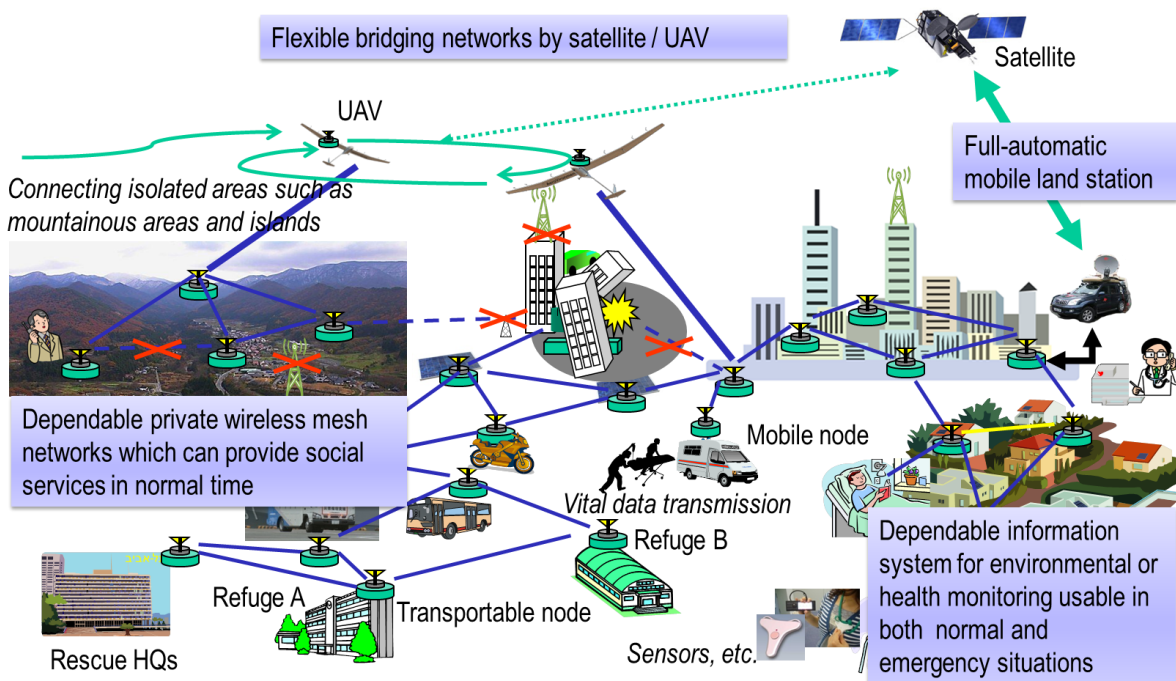 Flexible bridging networks by satellite / UAV
Satellite
UAV
Full-automatic
mobile land station
Connecting isolated areas such as
mountainous areas and islands
Dependable private wireless mesh
networks which can provide social
services in normal time
Mobile node
Vital data transmission
Refuge B
Refuge A
Transportable node
Rescue HQs
Sensors, etc.
Dependable information
system for environmental or
health monitoring usable in
both normal and
emergency situations